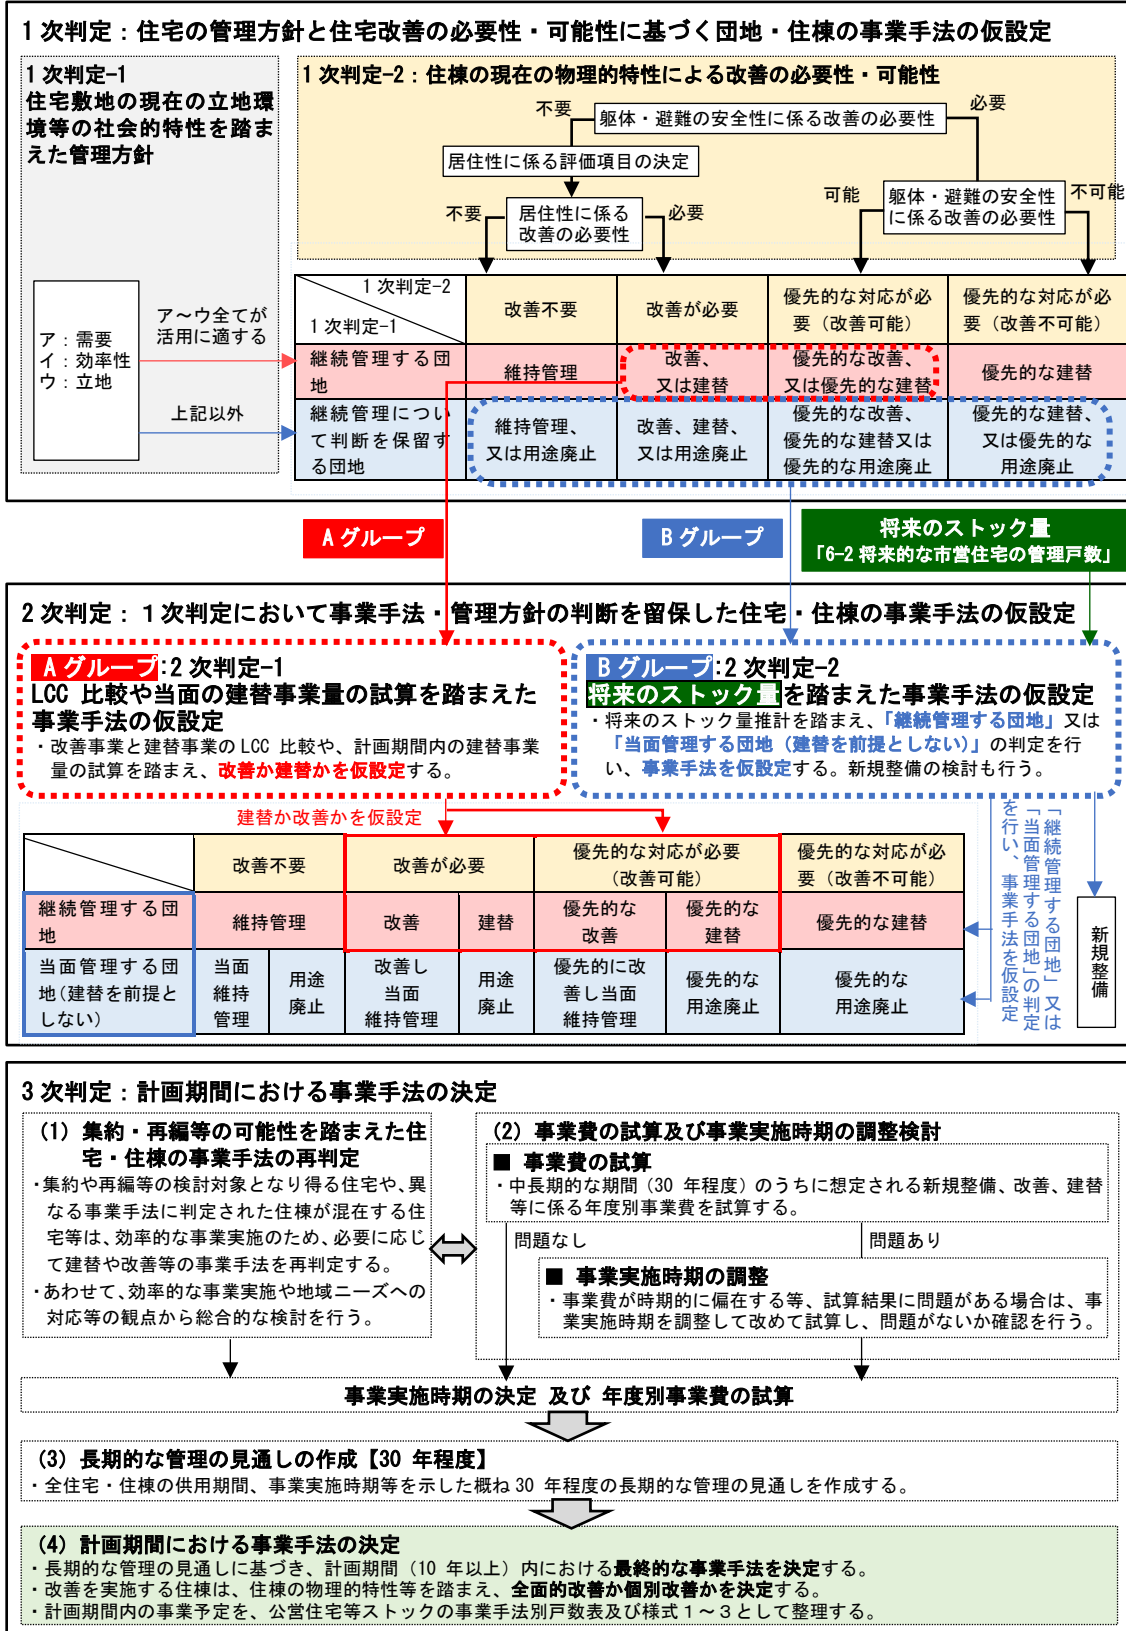 1次判定：住宅の管理方針と住宅改善の必要性・可能性に基づく団地・住棟の事業手法の仮設定
1次判定-1
住宅敷地の現在の立地環
境等の社会的特性を踏ま
えた管理方針
1次判定-2：住棟の現在の物理的特性による改善の必要性・可能性
不要
躯体・避難の安全性に係る改善の必要性
必要
居住性に係る評価項目の決定
不要
居住性に係る
改善の必要性
必要
可能
躯体・避難の安全性
に係る改善の必要性
不可能
ア：需要
イ：効率性
ウ：立地
ア～ウ全てが
活用に適する
上記以外
1次判定-2
1次判定-1
改善不要
改善が必要
優先的な対応が必
要（改善可能）
優先的な対応が必
要（改善不可能）
継続管理する団
地
維持管理
改善、
又は建替
優先的な改善、
又は優先的な建替
優先的な建替
継続管理につい
て判断を保留す
る団地
維持管理、
又は用途廃止
改善、建替、
又は用途廃止
優先的な改善、
優先的な建替又は
優先的な用途廃止
優先的な建替、
又は優先的な
用途廃止
Aグループ
Bグループ
将来のストック量
「6-2 将来的な市営住宅の管理戸数」
2次判定：1次判定において事業手法・管理方針の判断を留保した住宅・住棟の事業手法の仮設定
Aグループ:2次判定-1
LCC 比較や当面の建替事業量の試算を踏まえた
事業手法の仮設定
・改善事業と建替事業の LCC 比較や、計画期間内の建替事業
量の試算を踏まえ、改善か建替かを仮設定する。
Bグループ:2次判定-2
将来のストック量を踏まえた事業手法の仮設定
・将来のストック量推計を踏まえ、「継続管理する団地」又は
「当面管理する団地（建替を前提としない）」の判定を行
い、事業手法を仮設定する。新規整備の検討も行う。
建替か改善かを仮設定
改善不要
改善が必要
優先的な対応が必要
（改善可能）
優先的な対応が必
要（改善不可能）
継続管理する団
地
維持管理
改善
建替
優先的な
改善
優先的な
建替
優先的な建替
当面管理する団
地(建替を前提と
しない）
当面
維持
管理
用途
廃止
改善し
当面
維持管理
用途
廃止
優先的に改
善し当面
維持管理
優先的な
用途廃止
優先的な
用途廃止
「継続管理する団地」又は
「当面管理する団地」の判定
を行い、事業手法を仮設定
新規整備
3次判定：計画期間における事業手法の決定
（1）集約・再編等の可能性を踏まえた住
宅・住棟の事業手法の再判定
・集約や再編等の検討対象となり得る住宅や、異
なる事業手法に判定された住棟が混在する住
宅等は、効率的な事業実施のため、必要に応じ
て建替や改善等の事業手法を再判定する。
・あわせて、効率的な事業実施や地域ニーズへの
対応等の観点から総合的な検討を行う。
（2）事業費の試算及び事業実施時期の調整検討
■ 事業費の試算
・中長期的な期間（30 年程度）のうちに想定される新規整備、改善、建替
等に係る年度別事業費を試算する。
問題なし
問題あり
■ 事業実施時期の調整
・事業費が時期的に偏在する等、試算結果に問題がある場合は、事
業実施時期を調整して改めて試算し、問題がないか確認を行う。
事業実施時期の決定 及び 年度別事業費の試算
（3）長期的な管理の見通しの作成【30 年程度】
・全住宅・住棟の供用期間、事業実施時期等を示した概ね 30 年程度の長期的な管理の見通しを作成する。
（4）計画期間における事業手法の決定
・長期的な管理の見通しに基づき、計画期間（10 年以上）内における最終的な事業手法を決定する。
・改善を実施する住棟は、住棟の物理的特性等を踏まえ、全面的改善か個別改善かを決定する。
・計画期間内の事業予定を、公営住宅等ストックの事業手法別戸数表及び様式1～3として整理する。